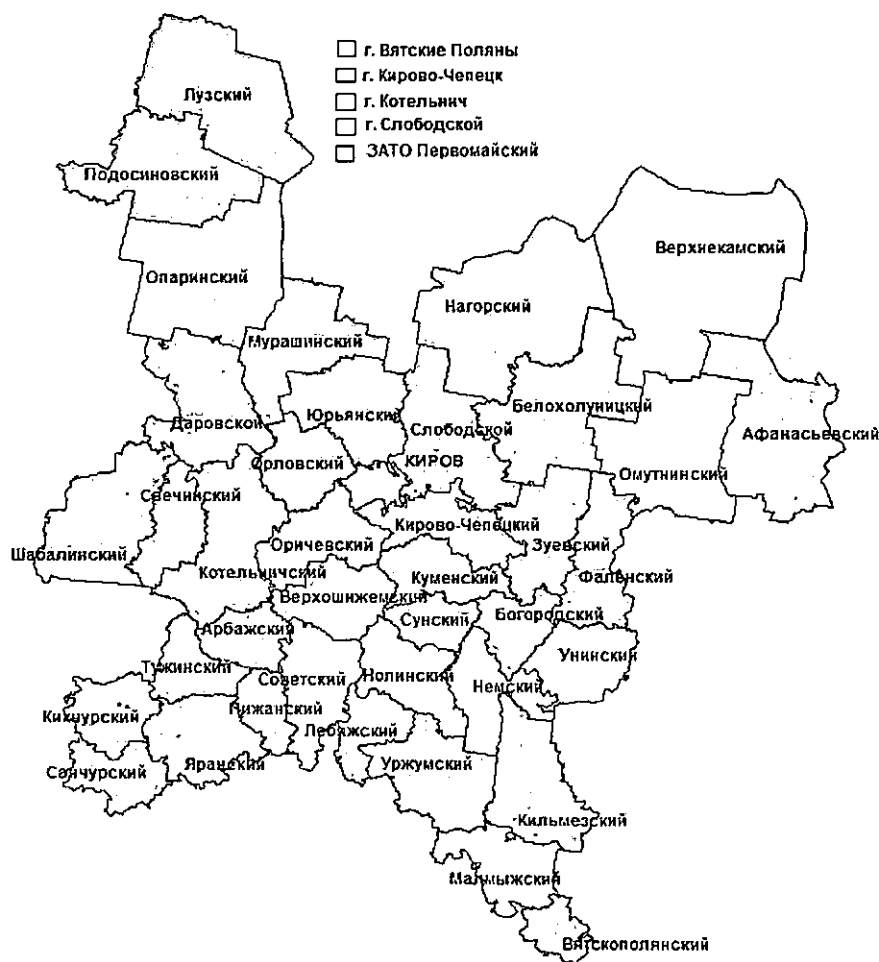 г. Вятские Поляны
г. Кирово-Чепецк
г. Котельнич
г. Слободской
ЗАТО Первомайский
Лузский
Подосиновский
Опаринский
Верхнекамский
Нагорский
Мурашинский
Юрьянский
Белохолуницкий
Даровской
Слободской
Афанасьевский
Орловский
КИРОВ
Омутнинский
Свечинский
Кирово-Чепецкий
Шабалинский
Оричевский
Зуевский
Котельничский
Куменский
Фаленский
Верхошижемский
Богородский
Арбажский
Сунский
Унинский
Тужинский
Советский
Нолинский
Немский
Кикнурский
Пижанский
Лебяжский
Санчурский
Яранский
Уржумский
Кильмезский
Малмыжский
Вятскополянский